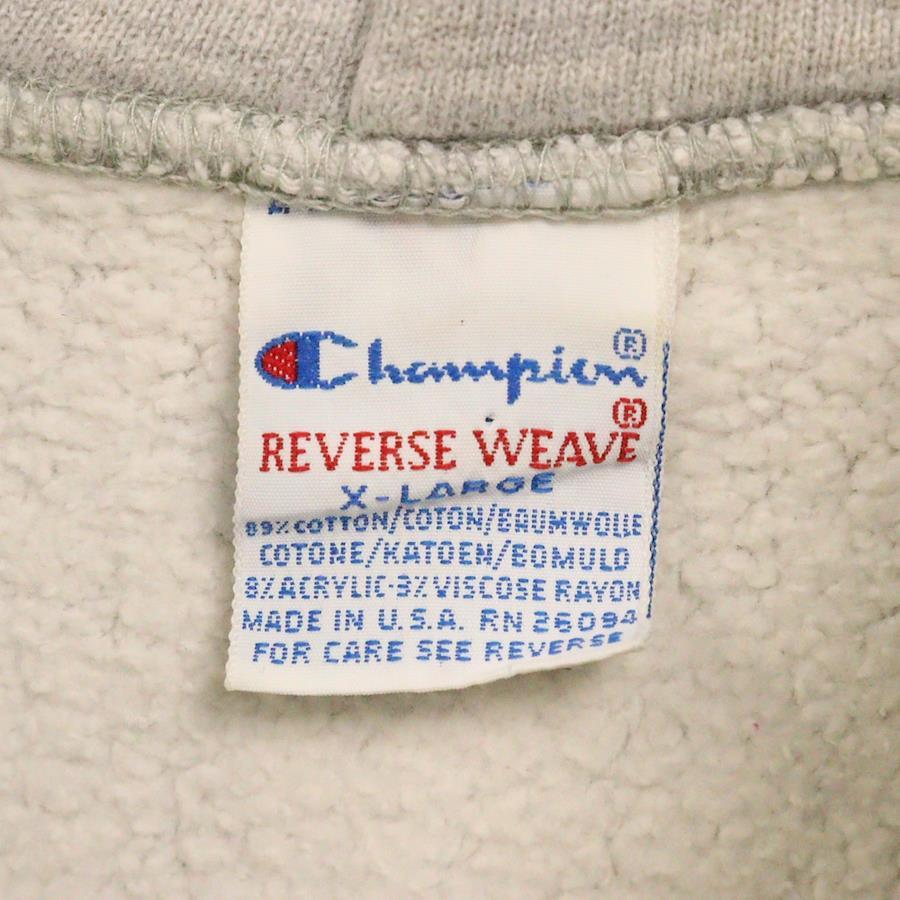 Champion®
REVERSE WEAVE®
X-LARGE
89% COTTON/COTON/BAUMWOLLE
COTONE/KATOEN/BOMULD
8% ACRYLIC-3% VISCOSE RAYON
MADE IN U.S.A. RN 26094
FOR CARE SEE REVERSE